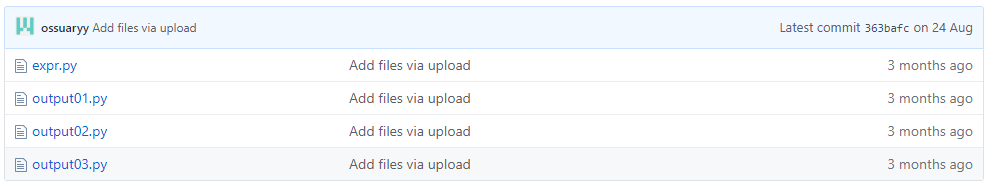 ossuaryy Add files via upload Latest commit 363bafc on 24 Aug
expr.py Add files via upload 3 months ago
output01.py Add files via upload 3 months ago
output02.py Add files via upload 3 months ago
output03.py Add files via upload 3 months ago